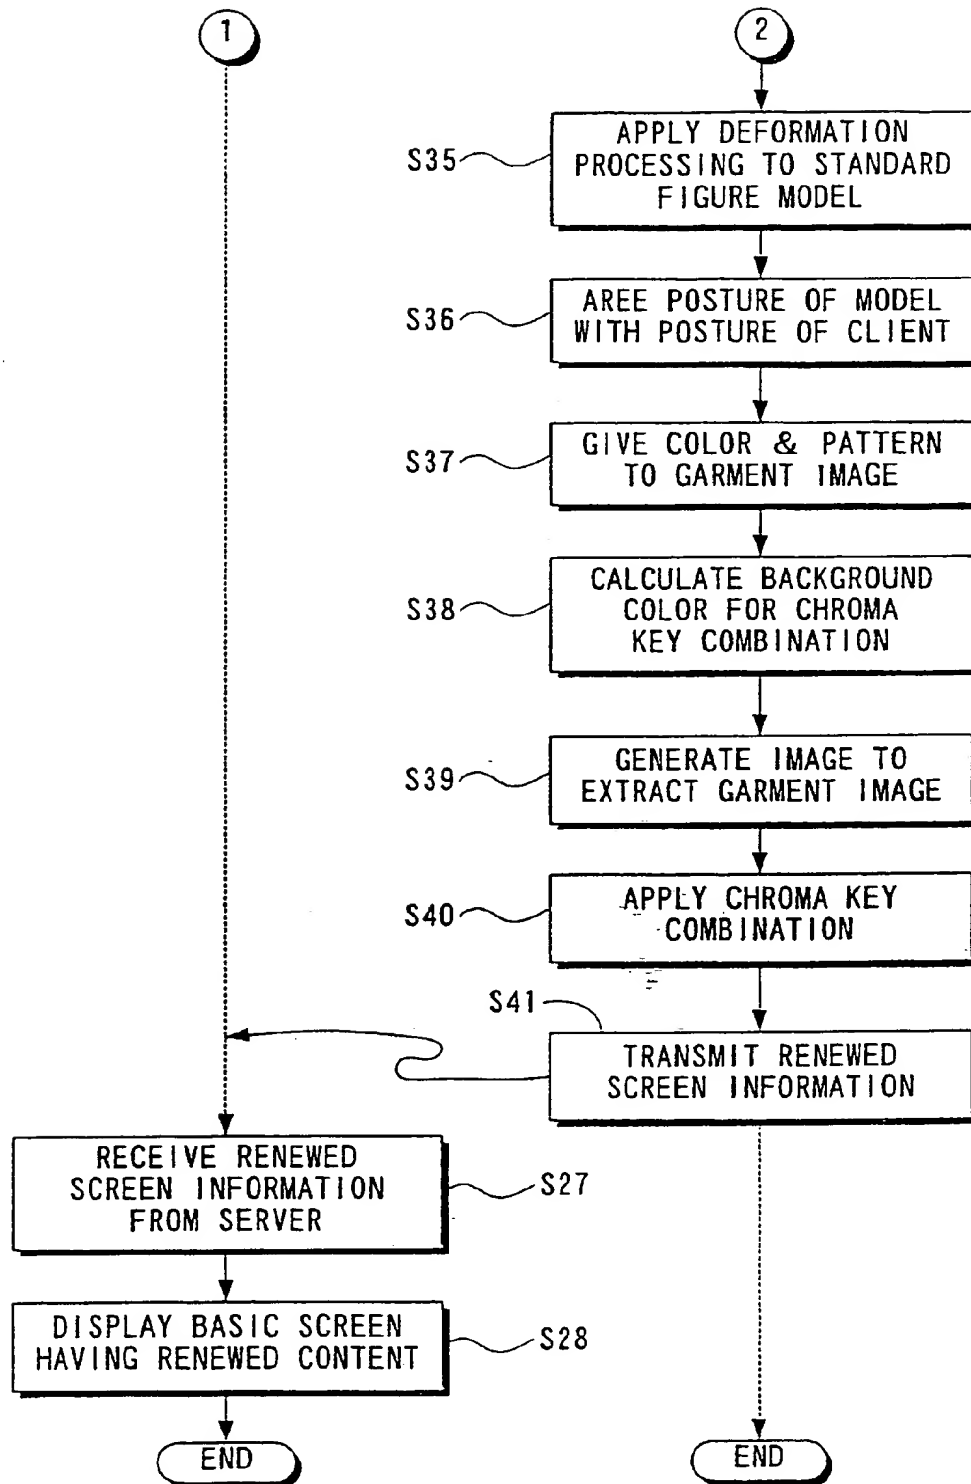 1
2
S35
APPLY DEFORMATION
PROCESSING TO STANDARD
FIGURE MODEL
S36
AREE POSTURE OF MODEL
WITH POSTURE OF CLIENT
S37
GIVE COLOR & PATTERN
TO GARMENT IMAGE
S38
CALCULATE BACKGROUND
COLOR FOR CHROMA
KEY COMBINATION
S39
GENERATE IMAGE TO
EXTRACT GARMENT IMAGE
S40
APPLY CHROMA KEY
COMBINATION
S41
TRANSMIT RENEWED
SCREEN INFORMATION
RECEIVE RENEWED
SCREEN INFORMATION
FROM SERVER
S27
DISPLAY BASIC SCREEN
HAVING RENEWED CONTENT
S28
END
END